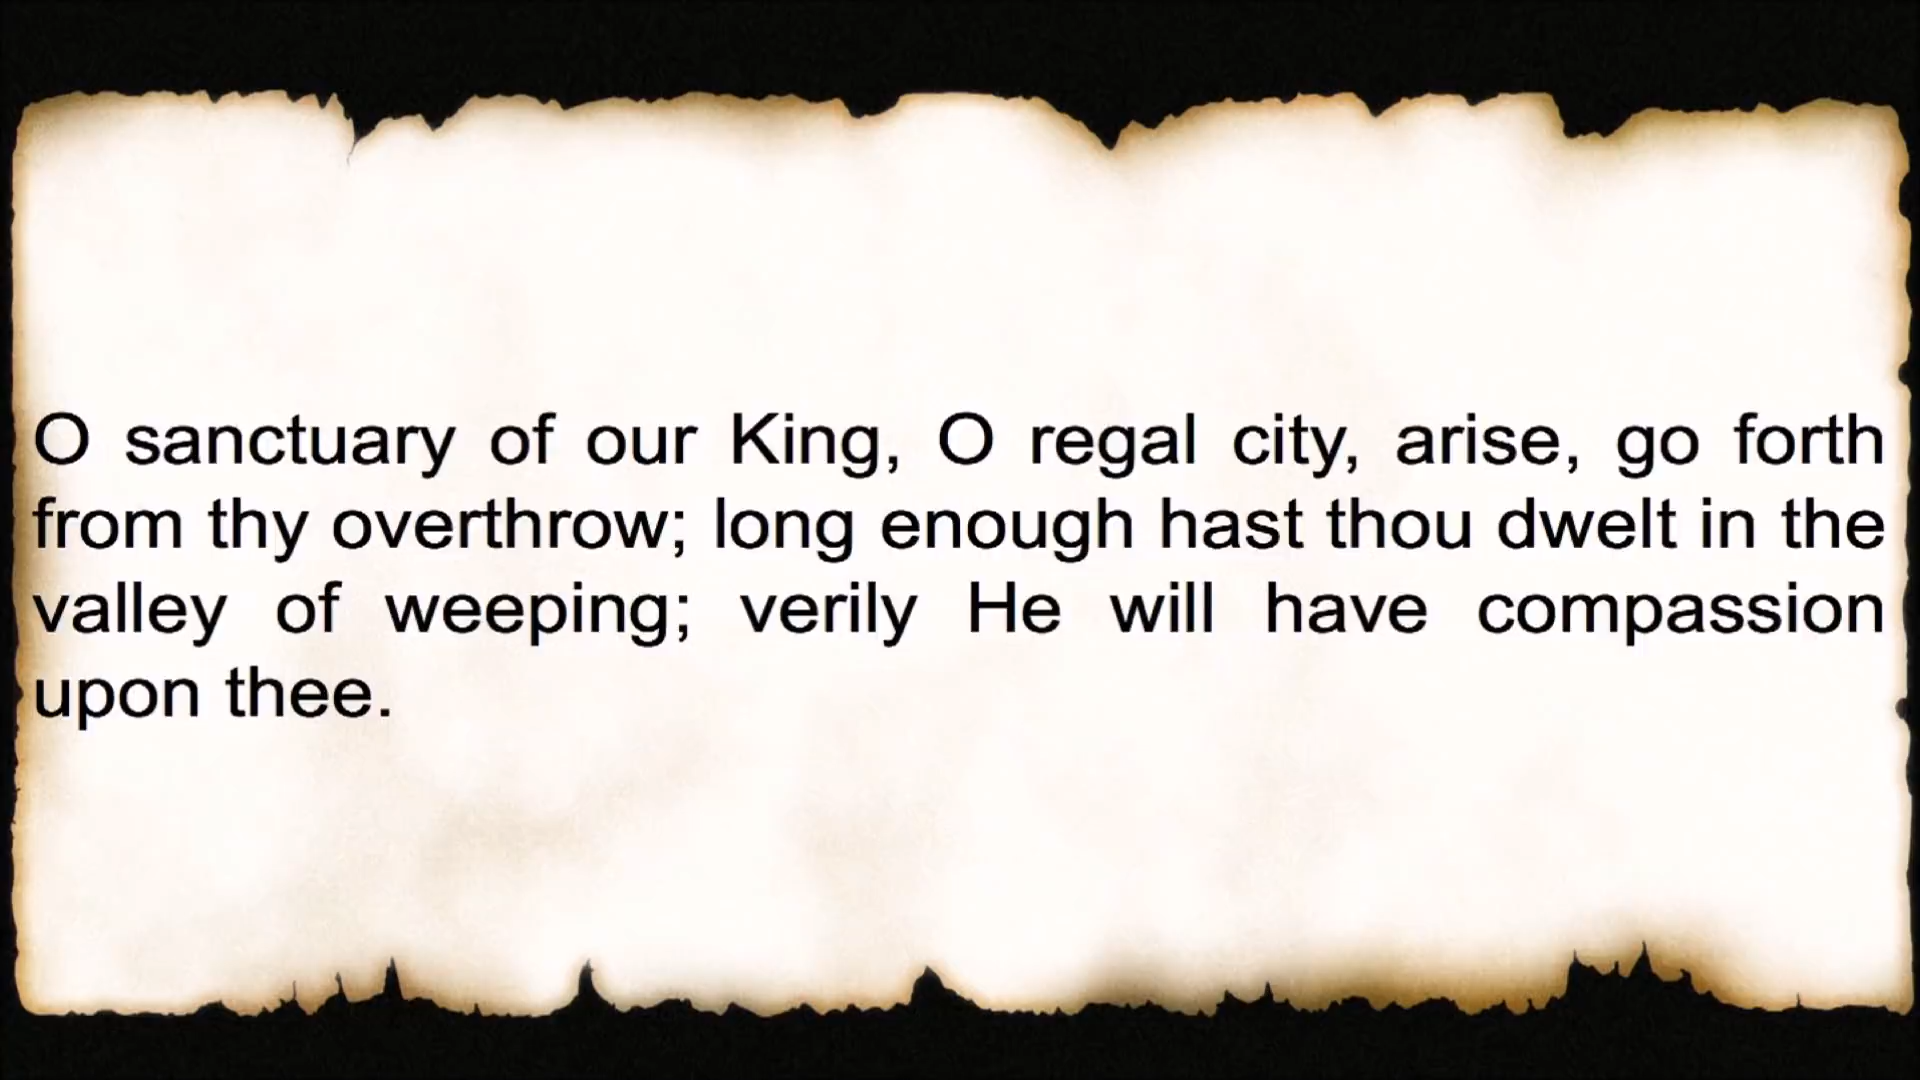 O sanctuary of our King, O regal city, arise, go forth
from thy overthrow; long enough hast thou dwelt in the
valley of weeping; verily He will have compassion
upon thee.